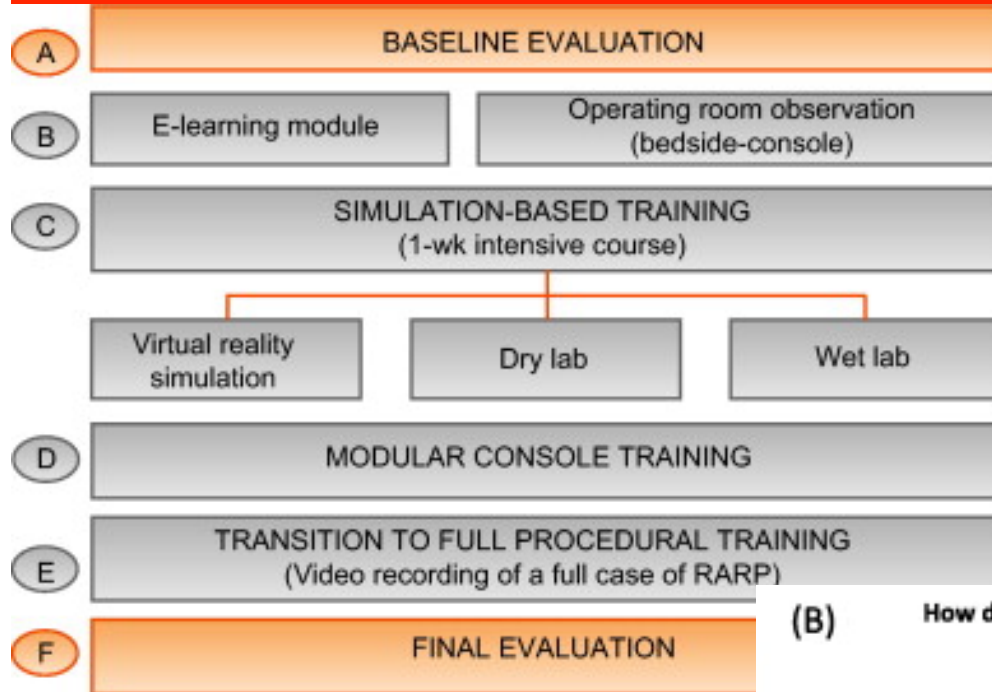 A
BASELINE EVALUATION
B
E-learning module
Operating room observation
(bedside-console)
C
SIMULATION-BASED TRAINING
(1-wk intensive course)
Virtual reality
simulation
Dry lab
Wet lab
D
MODULAR CONSOLE TRAINING
E
TRANSITION TO FULL PROCEDURAL TRAINING
(Video recording of a full case of RARP)
F
FINAL EVALUATION
(B)
How d